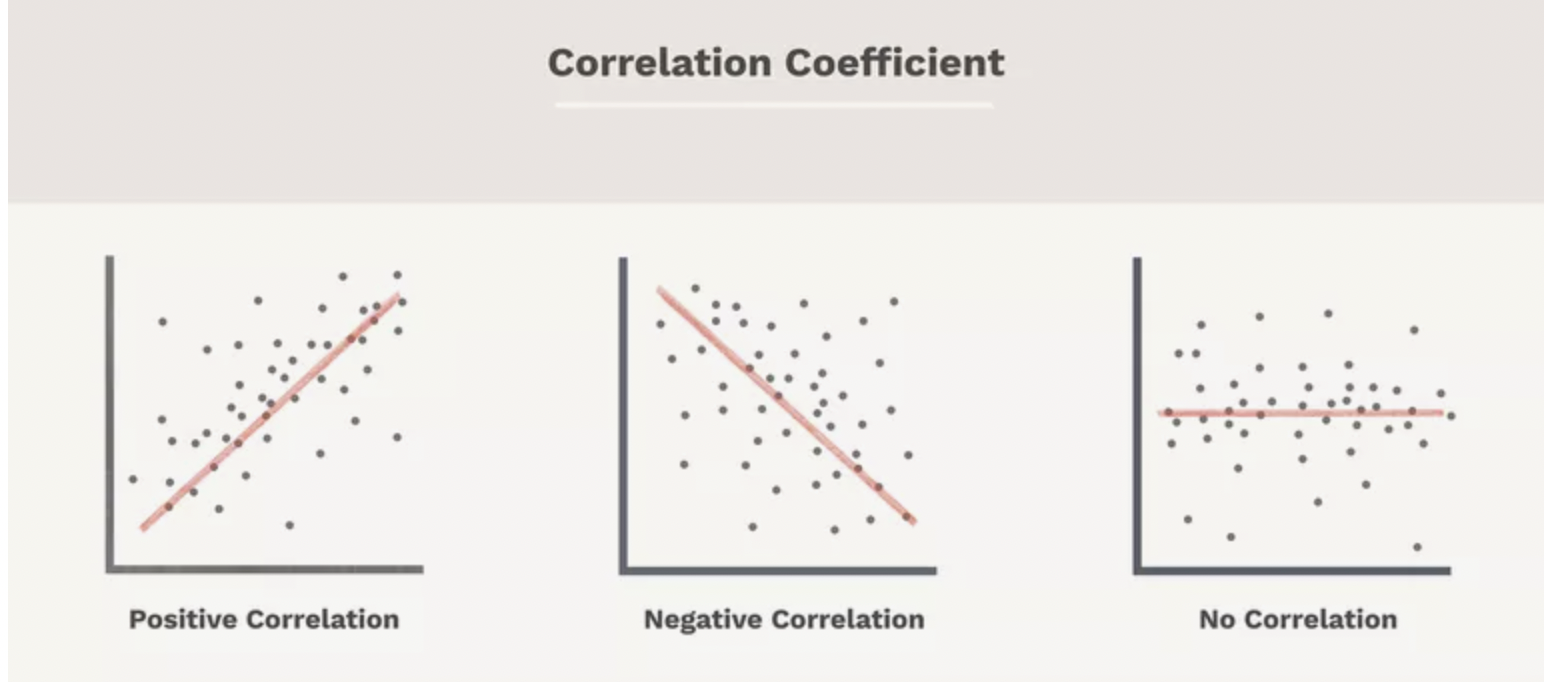 Correlation Coefficient
Positive Correlation
Negative Correlation
No Correlation